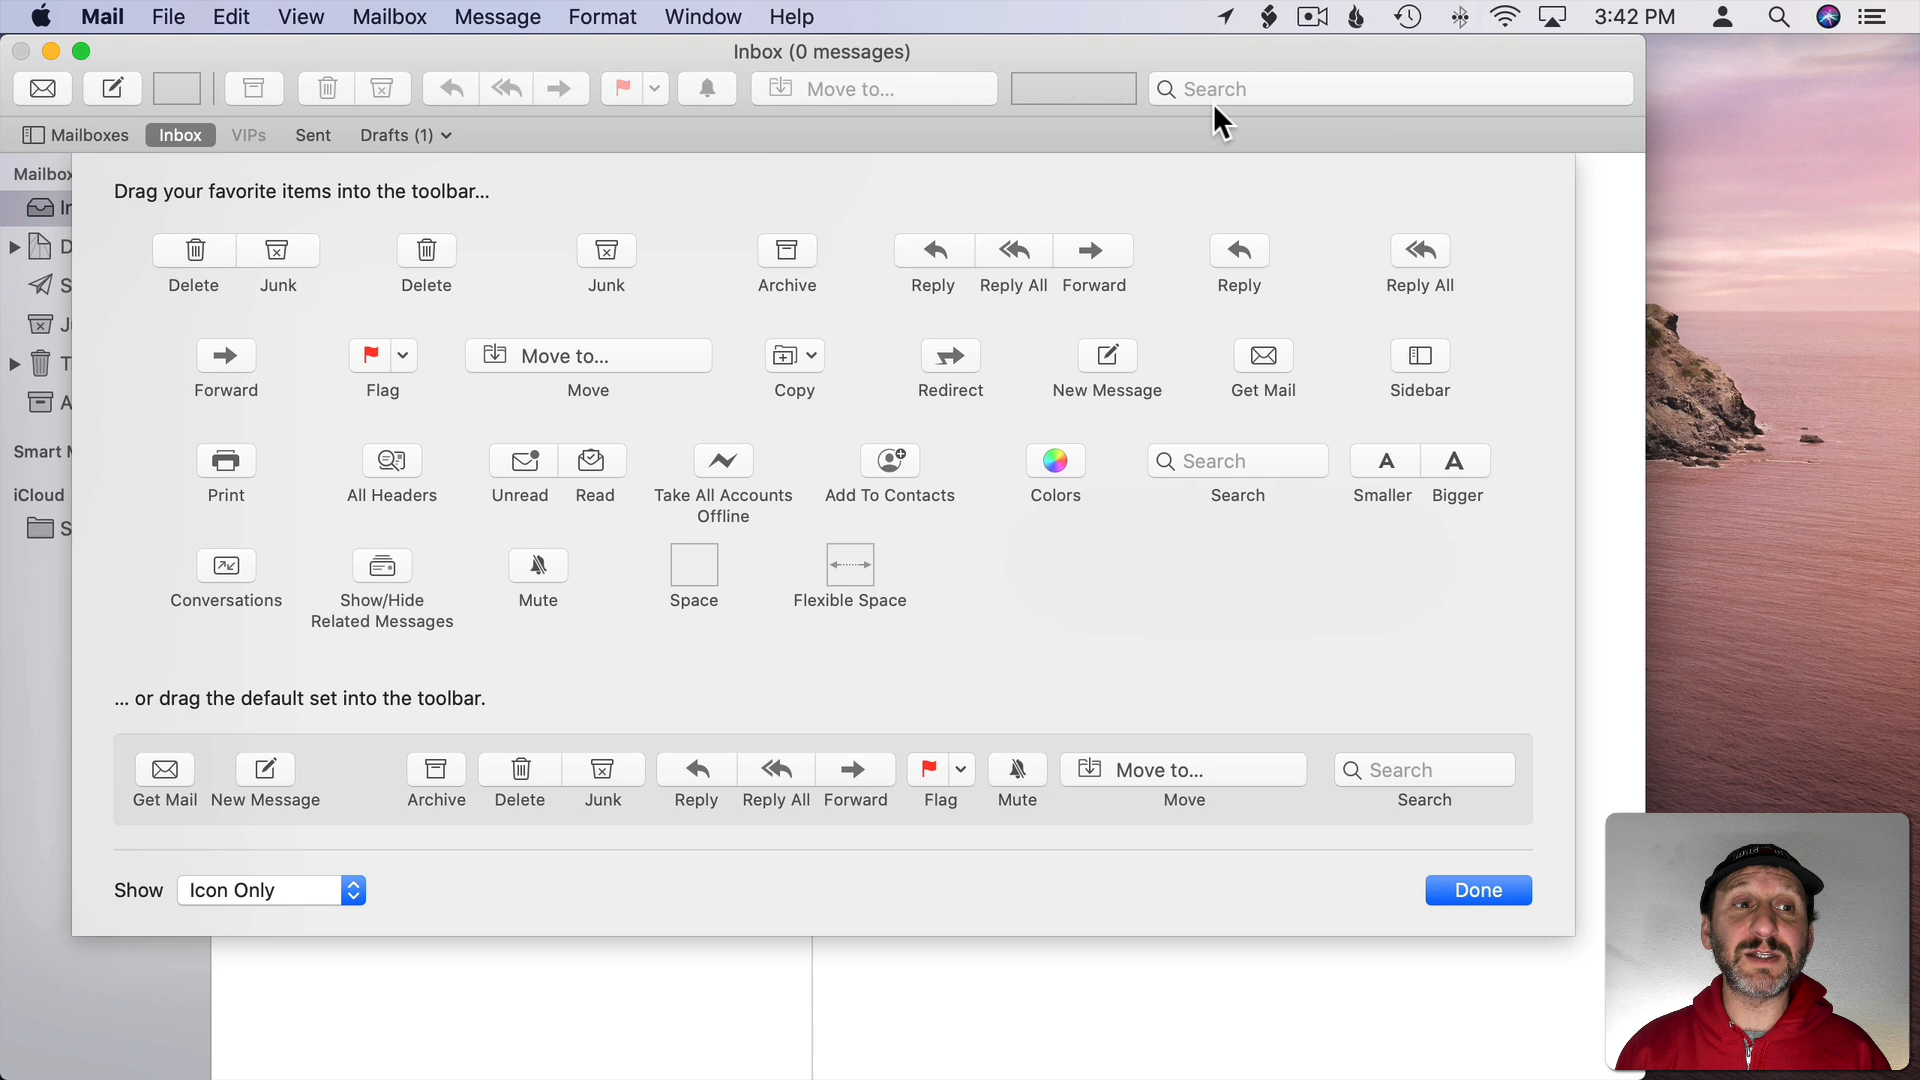 Mail File Edit View Mailbox Message Format Window Help 3:42 PM
Inbox (0 messages)
Move to... Search
Mailboxes Inbox VIPs Sent Drafts (1)
Mailbox
In
D
S
J
T
A
Smart M
iCloud
S
Drag your favorite items into the toolbar...
Delete Junk Delete Junk Archive Reply Reply All Forward Reply Reply All
Move to...
Forward Flag Move Copy Redirect New Message Get Mail Sidebar
Search A A
Print All Headers Unread Read Take All Accounts Offline Add To Contacts Colors Search Smaller Bigger
Conversations Show/Hide Related Messages Mute Space Flexible Space
... or drag the default set into the toolbar.
Move to... Search
Get Mail New Message Archive Delete Junk Reply Reply All Forward Flag Mute Move Search
Show Icon Only Done